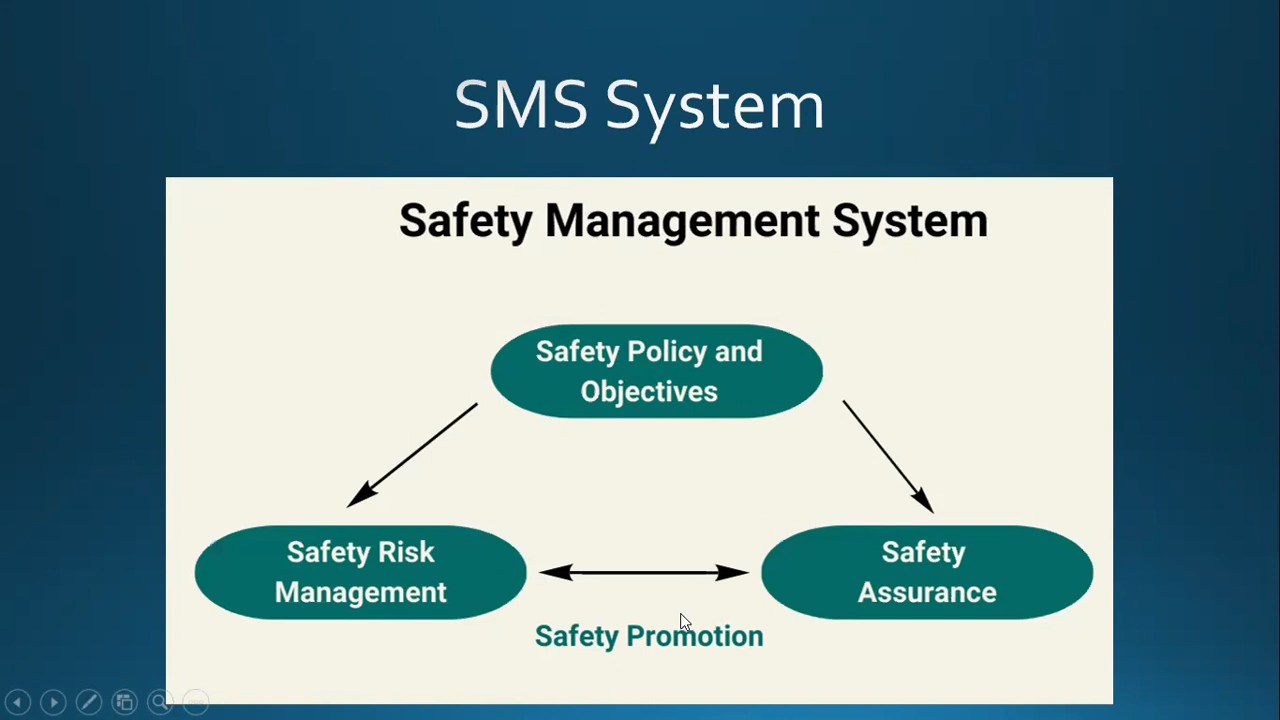 SMS System
Safety Management System
Safety Policy and
Objectives
Safety Risk
Management
Safety
Assurance
Safety Promotion